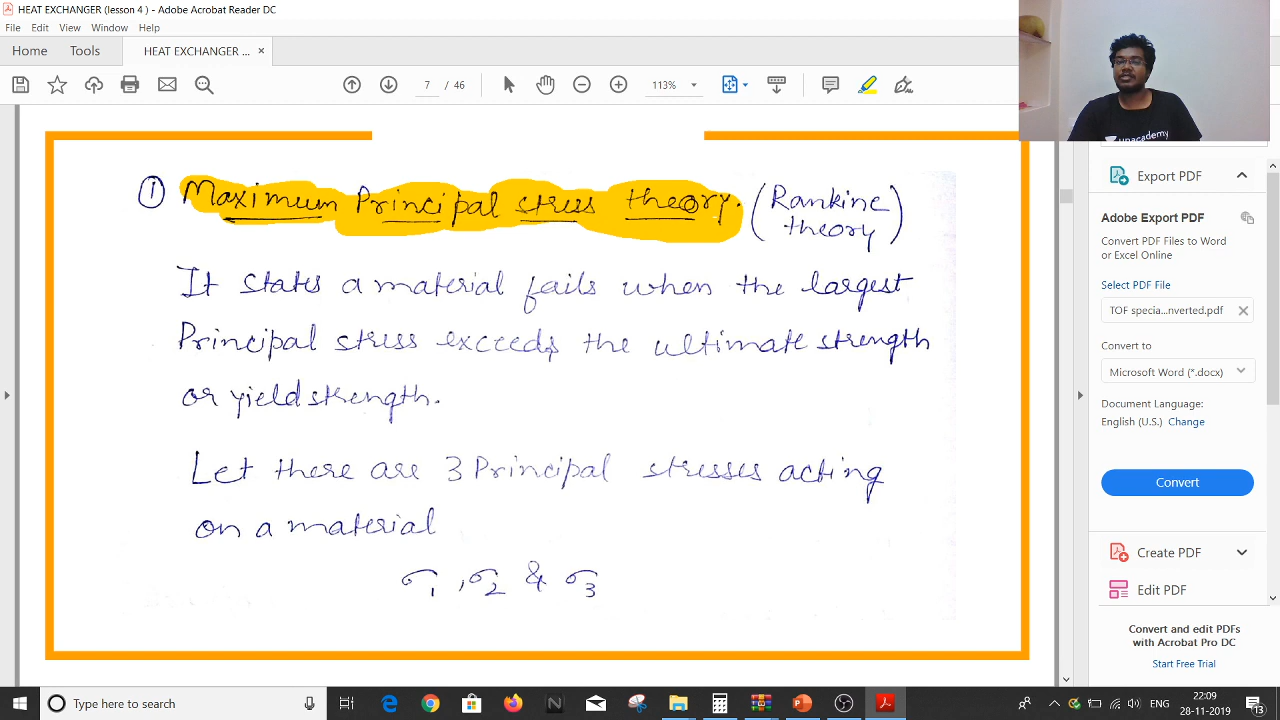 HEAT EXCHANGER (lesson 4 ) - Adobe Acrobat Reader DC
File Edit View Window Help
Home Tools HEAT EXCHANGER ... ×
7 / 46 113%
① Maximum Principal stress theory. (Rankine theory)
It states a material fails when the largest
Principal stress exceeds the ultimate strength
or yield strength.
Let there are 3 Principal stresses acting
on a material
σ1 , σ2 & σ3
unacademy
Export PDF
Adobe Export PDF
Convert PDF Files to Word
or Excel Online
Select PDF File
TOF specia...nverted.pdf
Convert to
Microsoft Word (*.docx)
Document Language:
English (U.S.) Change
Convert
Create PDF
Edit PDF
Convert and edit PDFs
with Acrobat Pro DC
Start Free Trial
Type here to search
ENG
22:09
28-11-2019